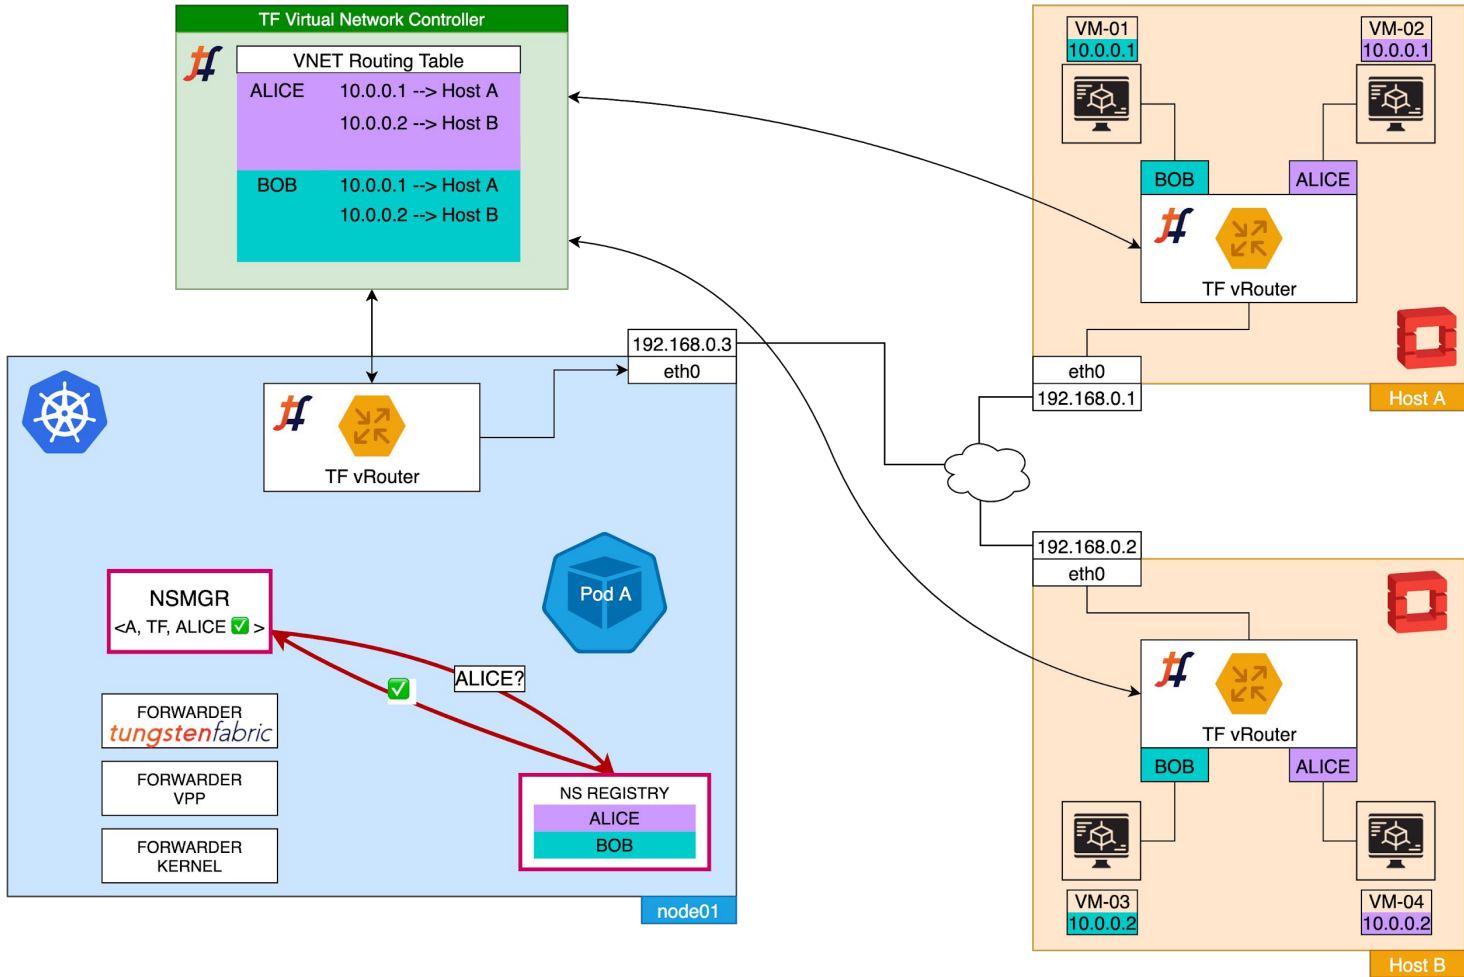 TF Virtual Network Controller
VNET Routing Table
ALICE 10.0.0.1 --> Host A
10.0.0.2 --> Host B
BOB 10.0.0.1 --> Host A
10.0.0.2 --> Host B
VM-01
10.0.0.1
VM-02
10.0.0.1
BOB
ALICE
TF vRouter
eth0
192.168.0.1
Host A
192.168.0.3
eth0
TF vRouter
Pod A
NSMGR
<A, TF, ALICE ✅ >
ALICE?
FORWARDER
tungstenfabric
FORWARDER
VPP
FORWARDER
KERNEL
NS REGISTRY
ALICE
BOB
node01
192.168.0.2
eth0
TF vRouter
BOB
ALICE
VM-03
10.0.0.2
VM-04
10.0.0.2
Host B